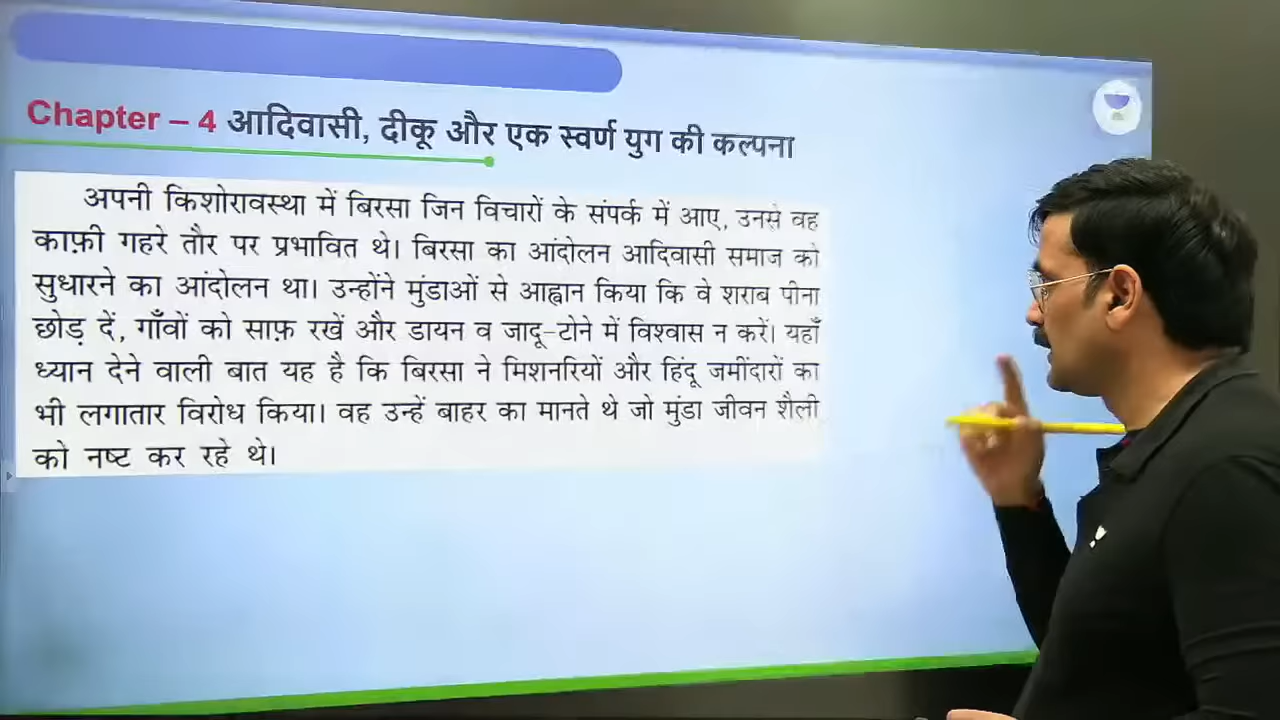 Chapter – 4 आदिवासी, दीकू और एक स्वर्ण युग की कल्पना
अपनी किशोरावस्था में बिरसा जिन विचारों के संपर्क में आए, उनसे वह
काफ़ी गहरे तौर पर प्रभावित थे। बिरसा का आंदोलन आदिवासी समाज को
सुधारने का आंदोलन था। उन्होंने मुंडाओं से आह्वान किया कि वे शराब पीना
छोड़ दें, गाँवों को साफ़ रखें और डायन व जादू-टोने में विश्वास न करें। यहाँ
ध्यान देने वाली बात यह है कि बिरसा ने मिशनरियों और हिंदू जमींदारों का
भी लगातार विरोध किया। वह उन्हें बाहर का मानते थे जो मुंडा जीवन शैली
को नष्ट कर रहे थे।